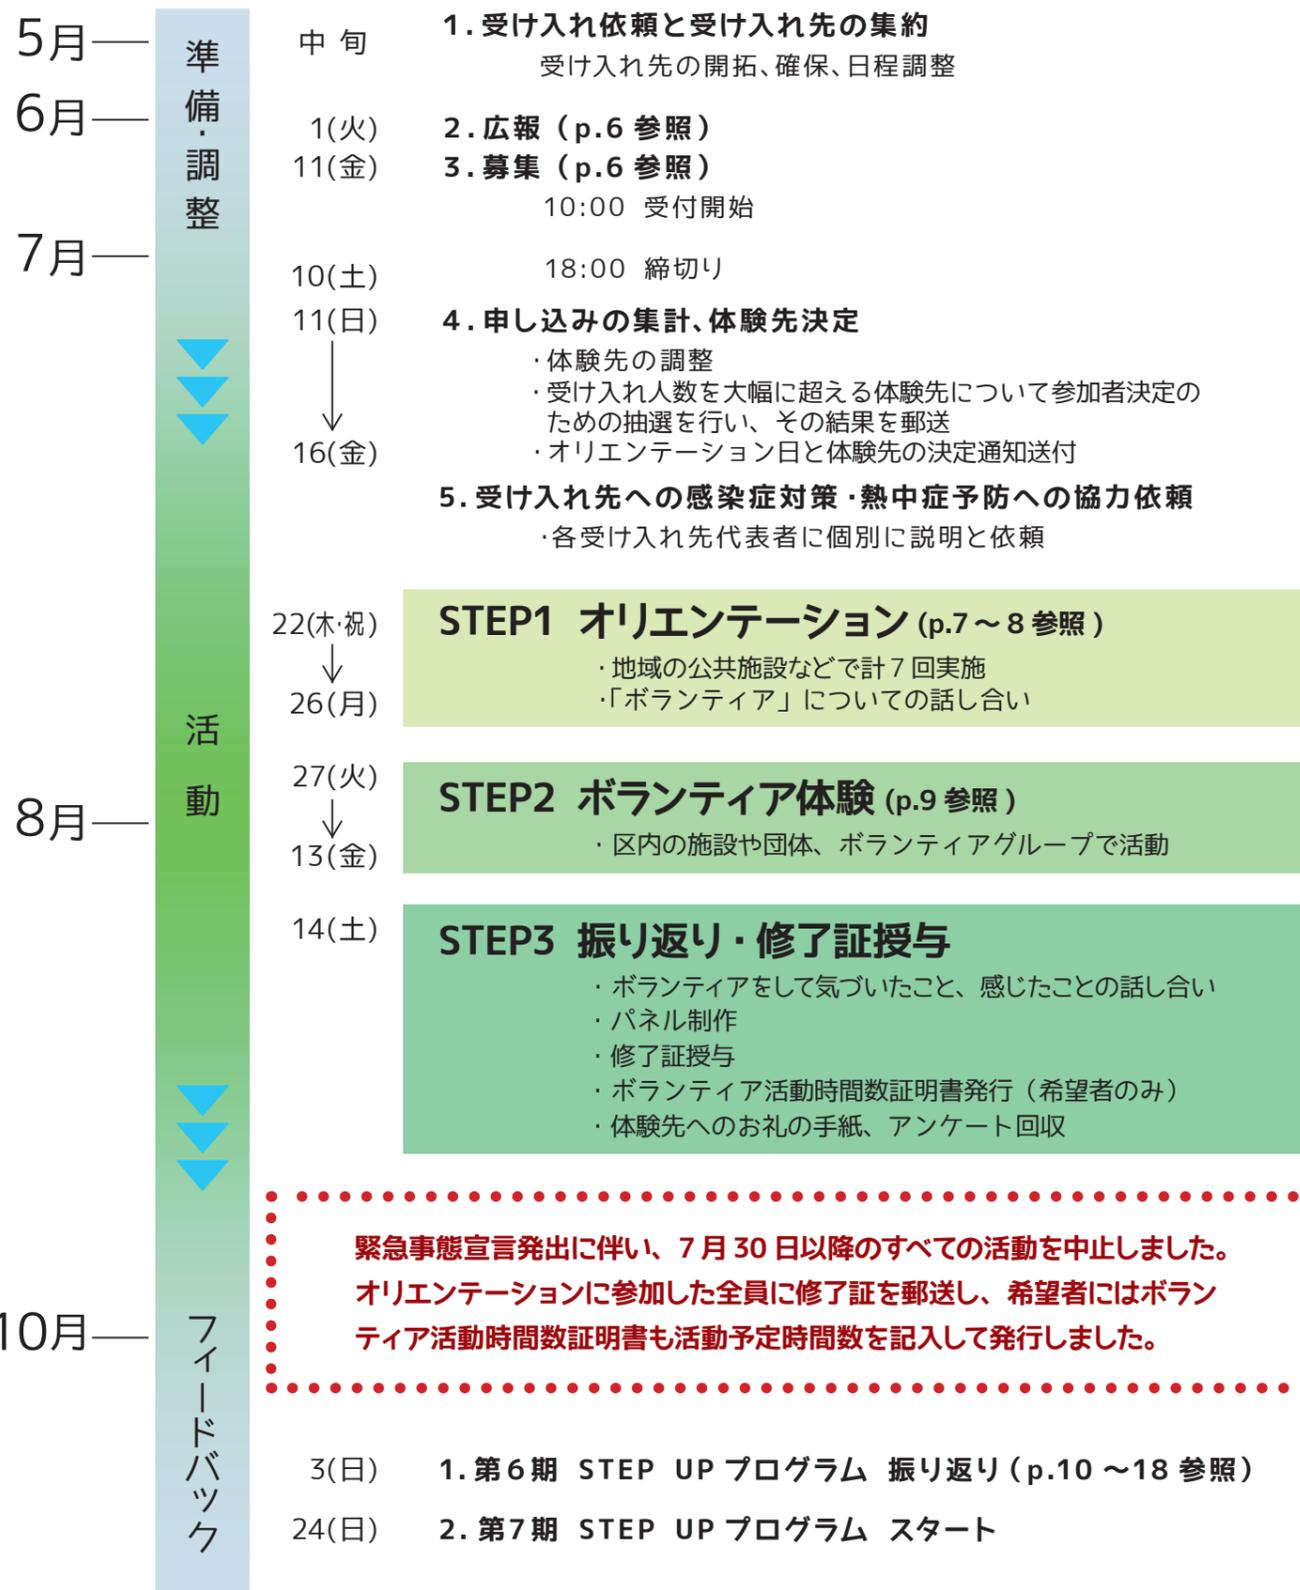 5月
準備・調整
中旬
1.受け入れ依頼と受け入れ先の集約
受け入れ先の開拓、確保、日程調整
6月
1(火)
2.広報（p.6 参照）
11(金)
3.募集（p.6 参照）
10:00 受付開始
7月
10(土)
18:00 締切り
11(日)
4.申し込みの集計、体験先決定
・体験先の調整
・受け入れ人数を大幅に超える体験先について参加者決定の
ための抽選を行い、その結果を郵送
16(金)
・オリエンテーション日と体験先の決定通知送付
5.受け入れ先への感染症対策・熱中症予防への協力依頼
・各受け入れ先代表者に個別に説明と依頼
活動
22(木・祝)
STEP1 オリエンテーション (p.7～8 参照)
・地域の公共施設などで計7回実施
26(月)
・「ボランティア」についての話し合い
27(火)
STEP2 ボランティア体験 (p.9 参照)
8月
13(金)
・区内の施設や団体、ボランティアグループで活動
14(土)
STEP3 振り返り・修了証授与
・ボランティアをして気づいたこと、感じたことの話し合い
・パネル制作
・修了証授与
・ボランティア活動時間数証明書発行（希望者のみ）
・体験先へのお礼の手紙、アンケート回収
緊急事態宣言発出に伴い、7月30日以降のすべての活動を中止しました。
オリエンテーションに参加した全員に修了証を郵送し、希望者にはボラン
ティア活動時間数証明書も活動予定時間数を記入して発行しました。
10月
フィードバック
3(日)
1.第6期 STEP UP プログラム 振り返り（p.10 ～18 参照）
24(日)
2.第7期 STEP UP プログラム スタート